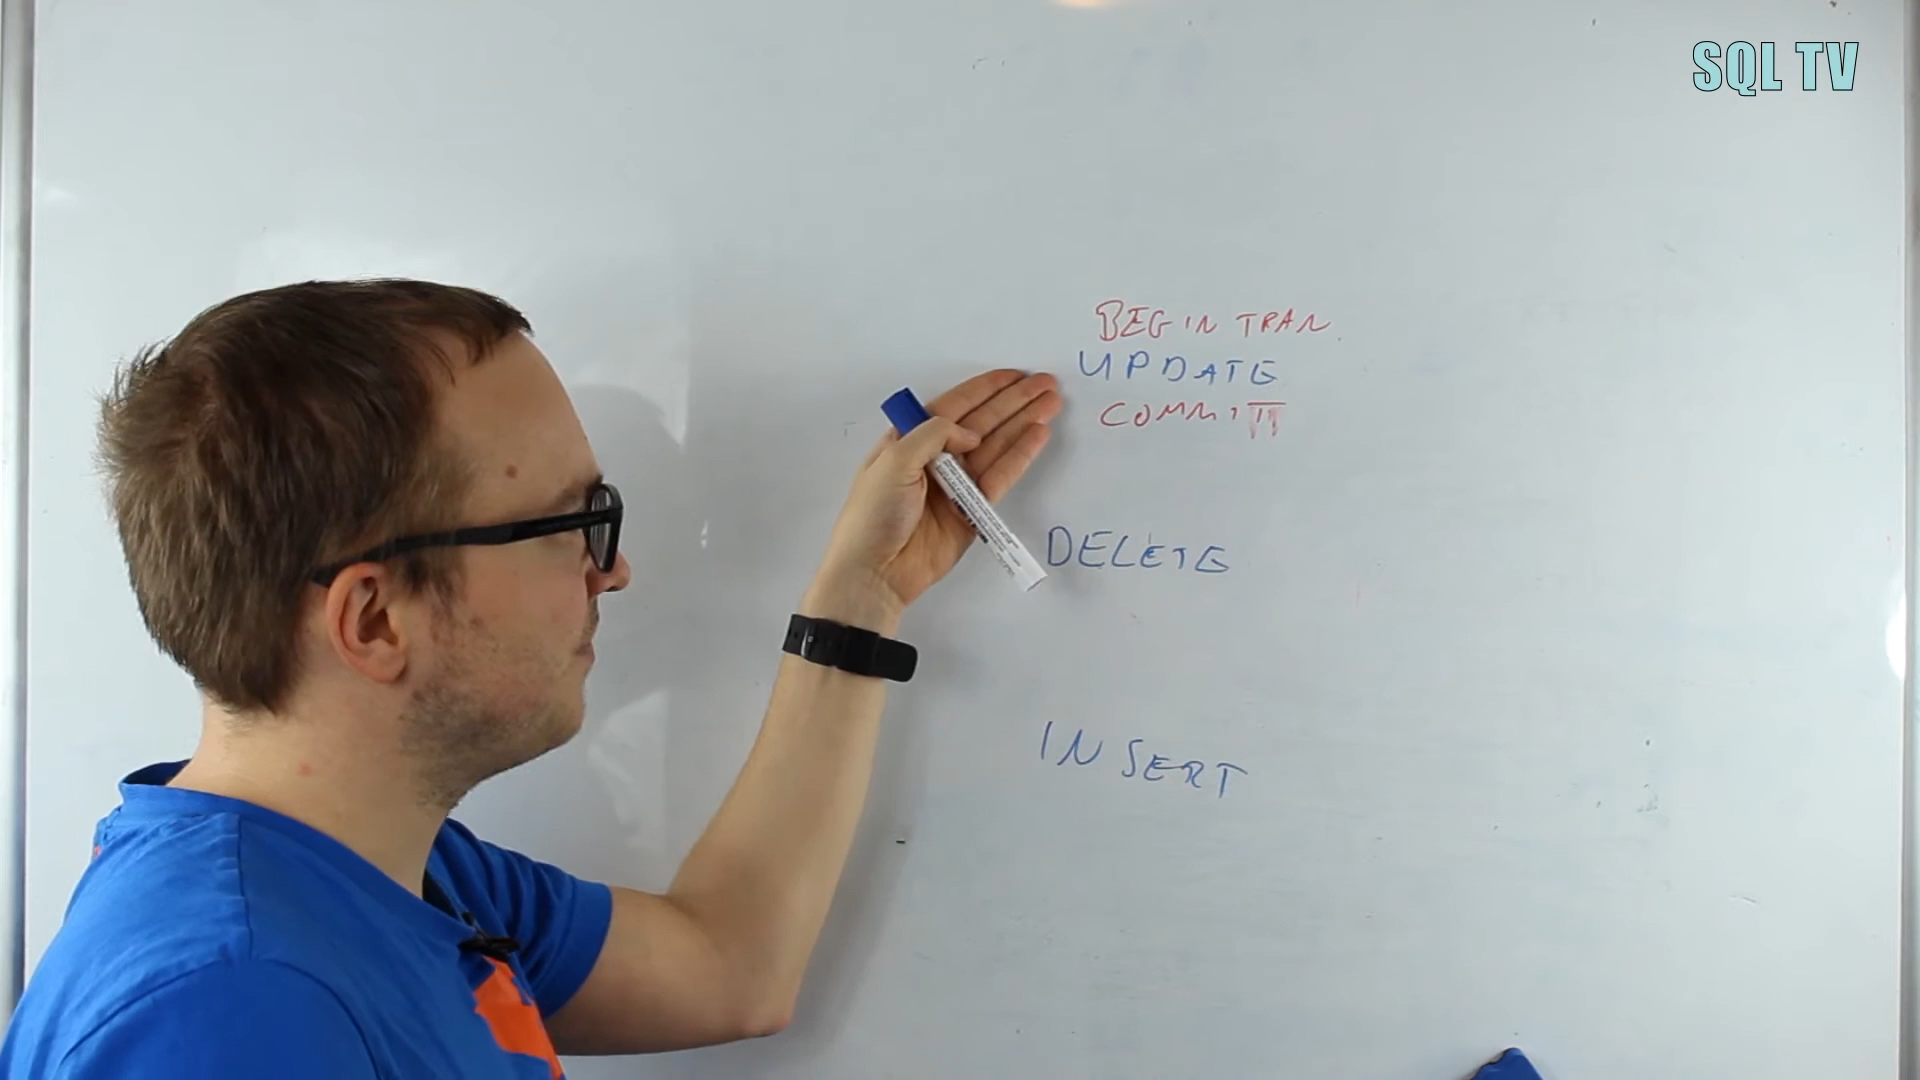 SQL TV
BEGIN TRAN
UPDATE
COMMIT
DELETE
INSERT